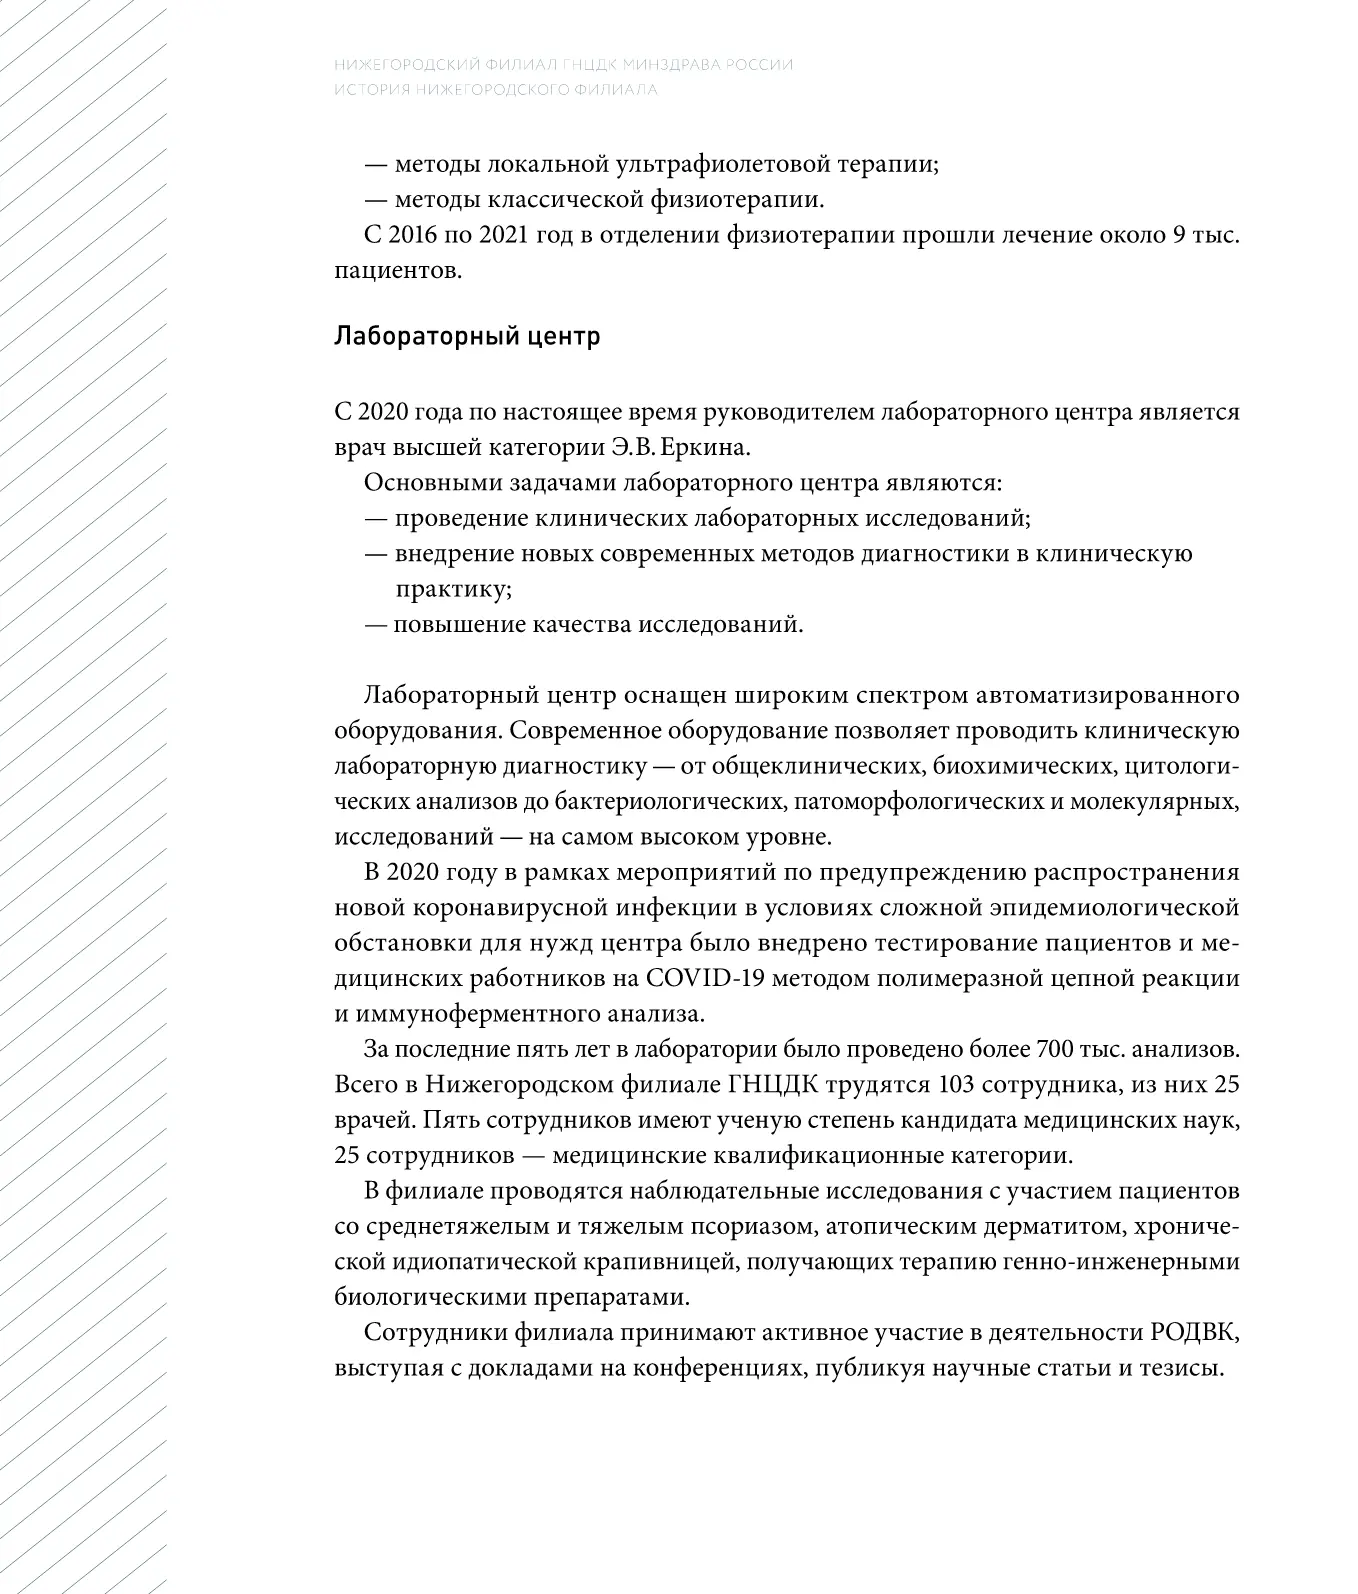 НИЖЕГОРОДСКИЙ ФИЛИАЛ ГНЦДК МИНЗДРАВА РОССИИ
ИСТОРИЯ НИЖЕГОРОДСКОГО ФИЛИАЛА
— методы локальной ультрафиолетовой терапии;
— методы классической физиотерапии.
С 2016 по 2021 год в отделении физиотерапии прошли лечение около 9 тыс.
пациентов.
Лабораторный центр
С 2020 года по настоящее время руководителем лабораторного центра является
врач высшей категории Э. В. Еркина.
Основными задачами лабораторного центра являются:
— проведение клинических лабораторных исследований;
— внедрение новых современных методов диагностики в клиническую
практику;
— повышение качества исследований.
Лабораторный центр оснащен широким спектром автоматизированного
оборудования. Современное оборудование позволяет проводить клиническую
лабораторную диагностику — от общеклинических, биохимических, цитологи-
ческих анализов до бактериологических, патоморфологических и молекулярных,
исследований — на самом высоком уровне.
В 2020 году в рамках мероприятий по предупреждению распространения
новой коронавирусной инфекции в условиях сложной эпидемиологической
обстановки для нужд центра было внедрено тестирование пациентов и ме-
дицинских работников на COVID-19 методом полимеразной цепной реакции
и иммуноферментного анализа.
За последние пять лет в лаборатории было проведено более 700 тыс. анализов.
Всего в Нижегородском филиале ГНЦДК трудятся 103 сотрудника, из них 25
врачей. Пять сотрудников имеют ученую степень кандидата медицинских наук,
25 сотрудников — медицинские квалификационные категории.
В филиале проводятся наблюдательные исследования с участием пациентов
со среднетяжелым и тяжелым псориазом, атопическим дерматитом, хрониче-
ской идиопатической крапивницей, получающих терапию генно-инженерными
биологическими препаратами.
Сотрудники филиала принимают активное участие в деятельности РОДВК,
выступая с докладами на конференциях, публикуя научные статьи и тезисы.